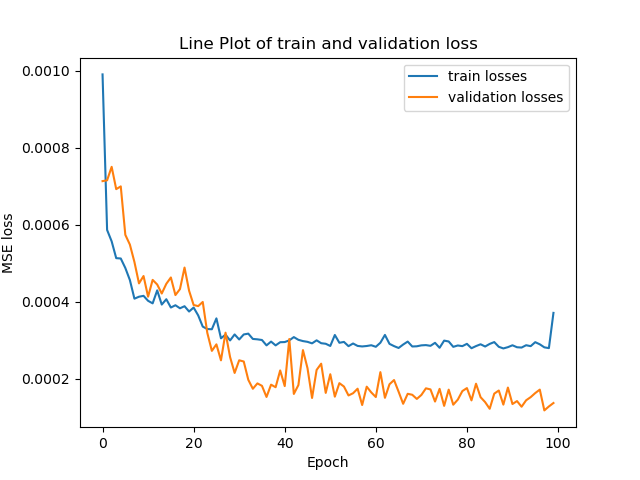 Line Plot of train and validation loss
train losses
validation losses
MSE loss
0.0010
0.0008
0.0006
0.0004
0.0002
0 20 40 60 80 100
Epoch